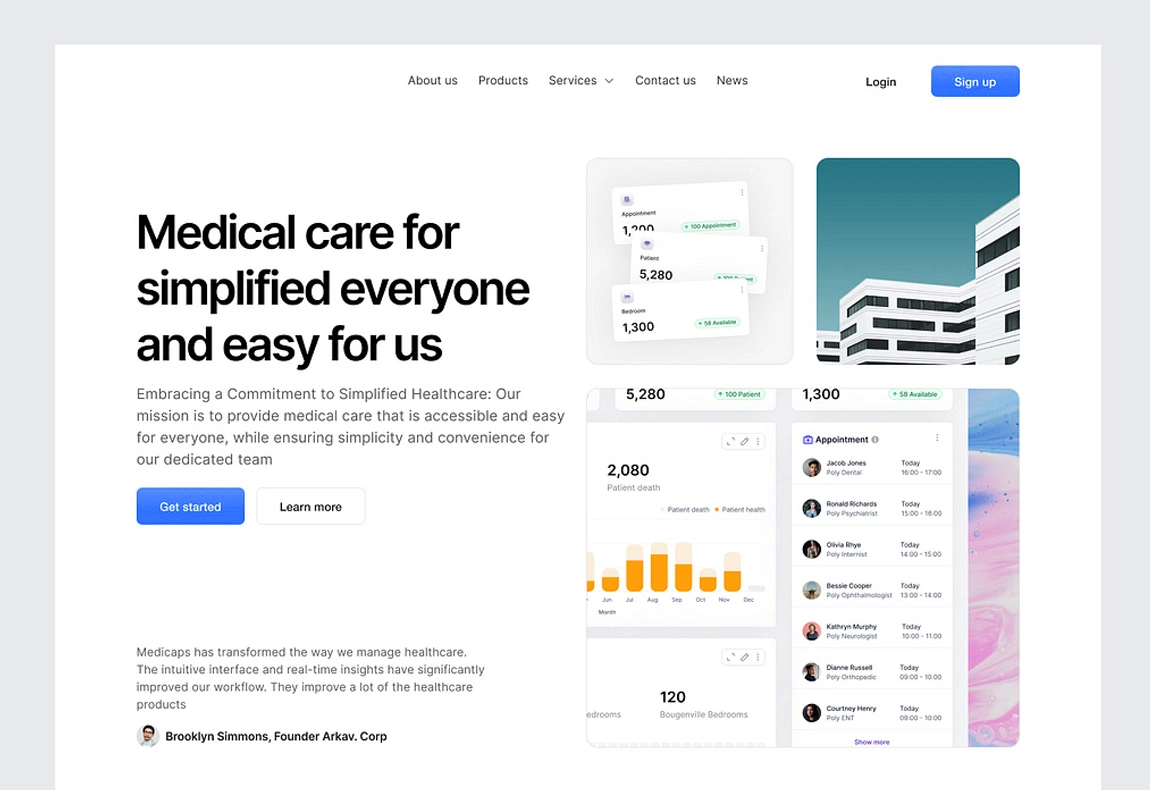 About us Products Services Contact us News Login Sign up
Medical care for
simplified everyone
and easy for us
Embracing a Commitment to Simplified Healthcare: Our
mission is to provide medical care that is accessible and easy
for everyone, while ensuring simplicity and convenience for
our dedicated team
Get started Learn more
Medicaps has transformed the way we manage healthcare.
The intuitive interface and real-time insights have significantly
improved our workflow. They improve a lot of the healthcare
products
Brooklyn Simmons, Founder Arkav. Corp
Appointment
1,200 + 100 Appointment
Patient
5,280
Bedroom
1,300 + 58 Available
5,280 ↑ 100 Patient
1,300 ↑ 58 Available
2,080
Patient death
Patient death Patient health
Jun Jul Aug Sep Oct Nov Dec
Month
120
edrooms Bougenville Bedrooms
Appointment
Jacob Jones Today
Poly Dental 16:00 - 17:00
Ronald Richards Today
Poly Psychiatrist 15:00 - 16:00
Olivia Rhye Today
Poly Internist 14:00 - 15:00
Bessie Cooper Today
Poly Ophthalmologist 13:00 - 14:00
Kathryn Murphy Today
Poly Neurologist 10:00 - 11:00
Dianne Russell Today
Poly Orthopedic 09:00 - 10:00
Courtney Henry Today
Poly ENT 09:00 - 10:00
Show more